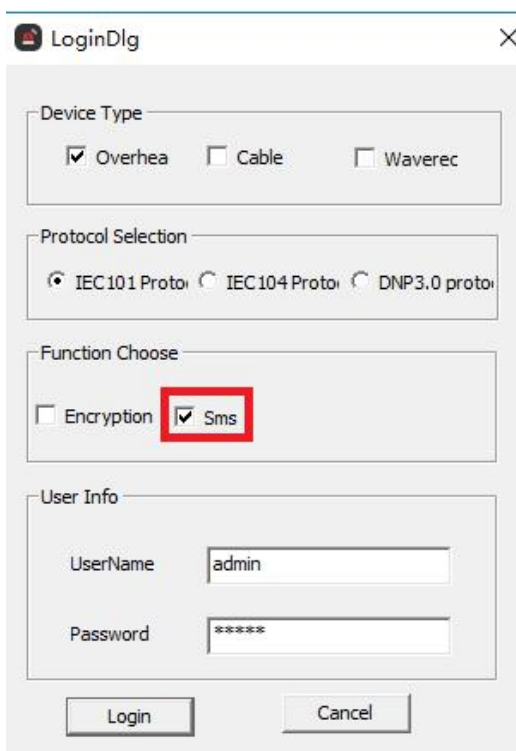 LoginDlg
Device Type
Overhea Cable Waverec
Protocol Selection
IEC101 Proto IEC104 Proto DNP3.0 proto
Function Choose
Encryption Sms
User Info
UserName admin
Password *****
Login Cancel